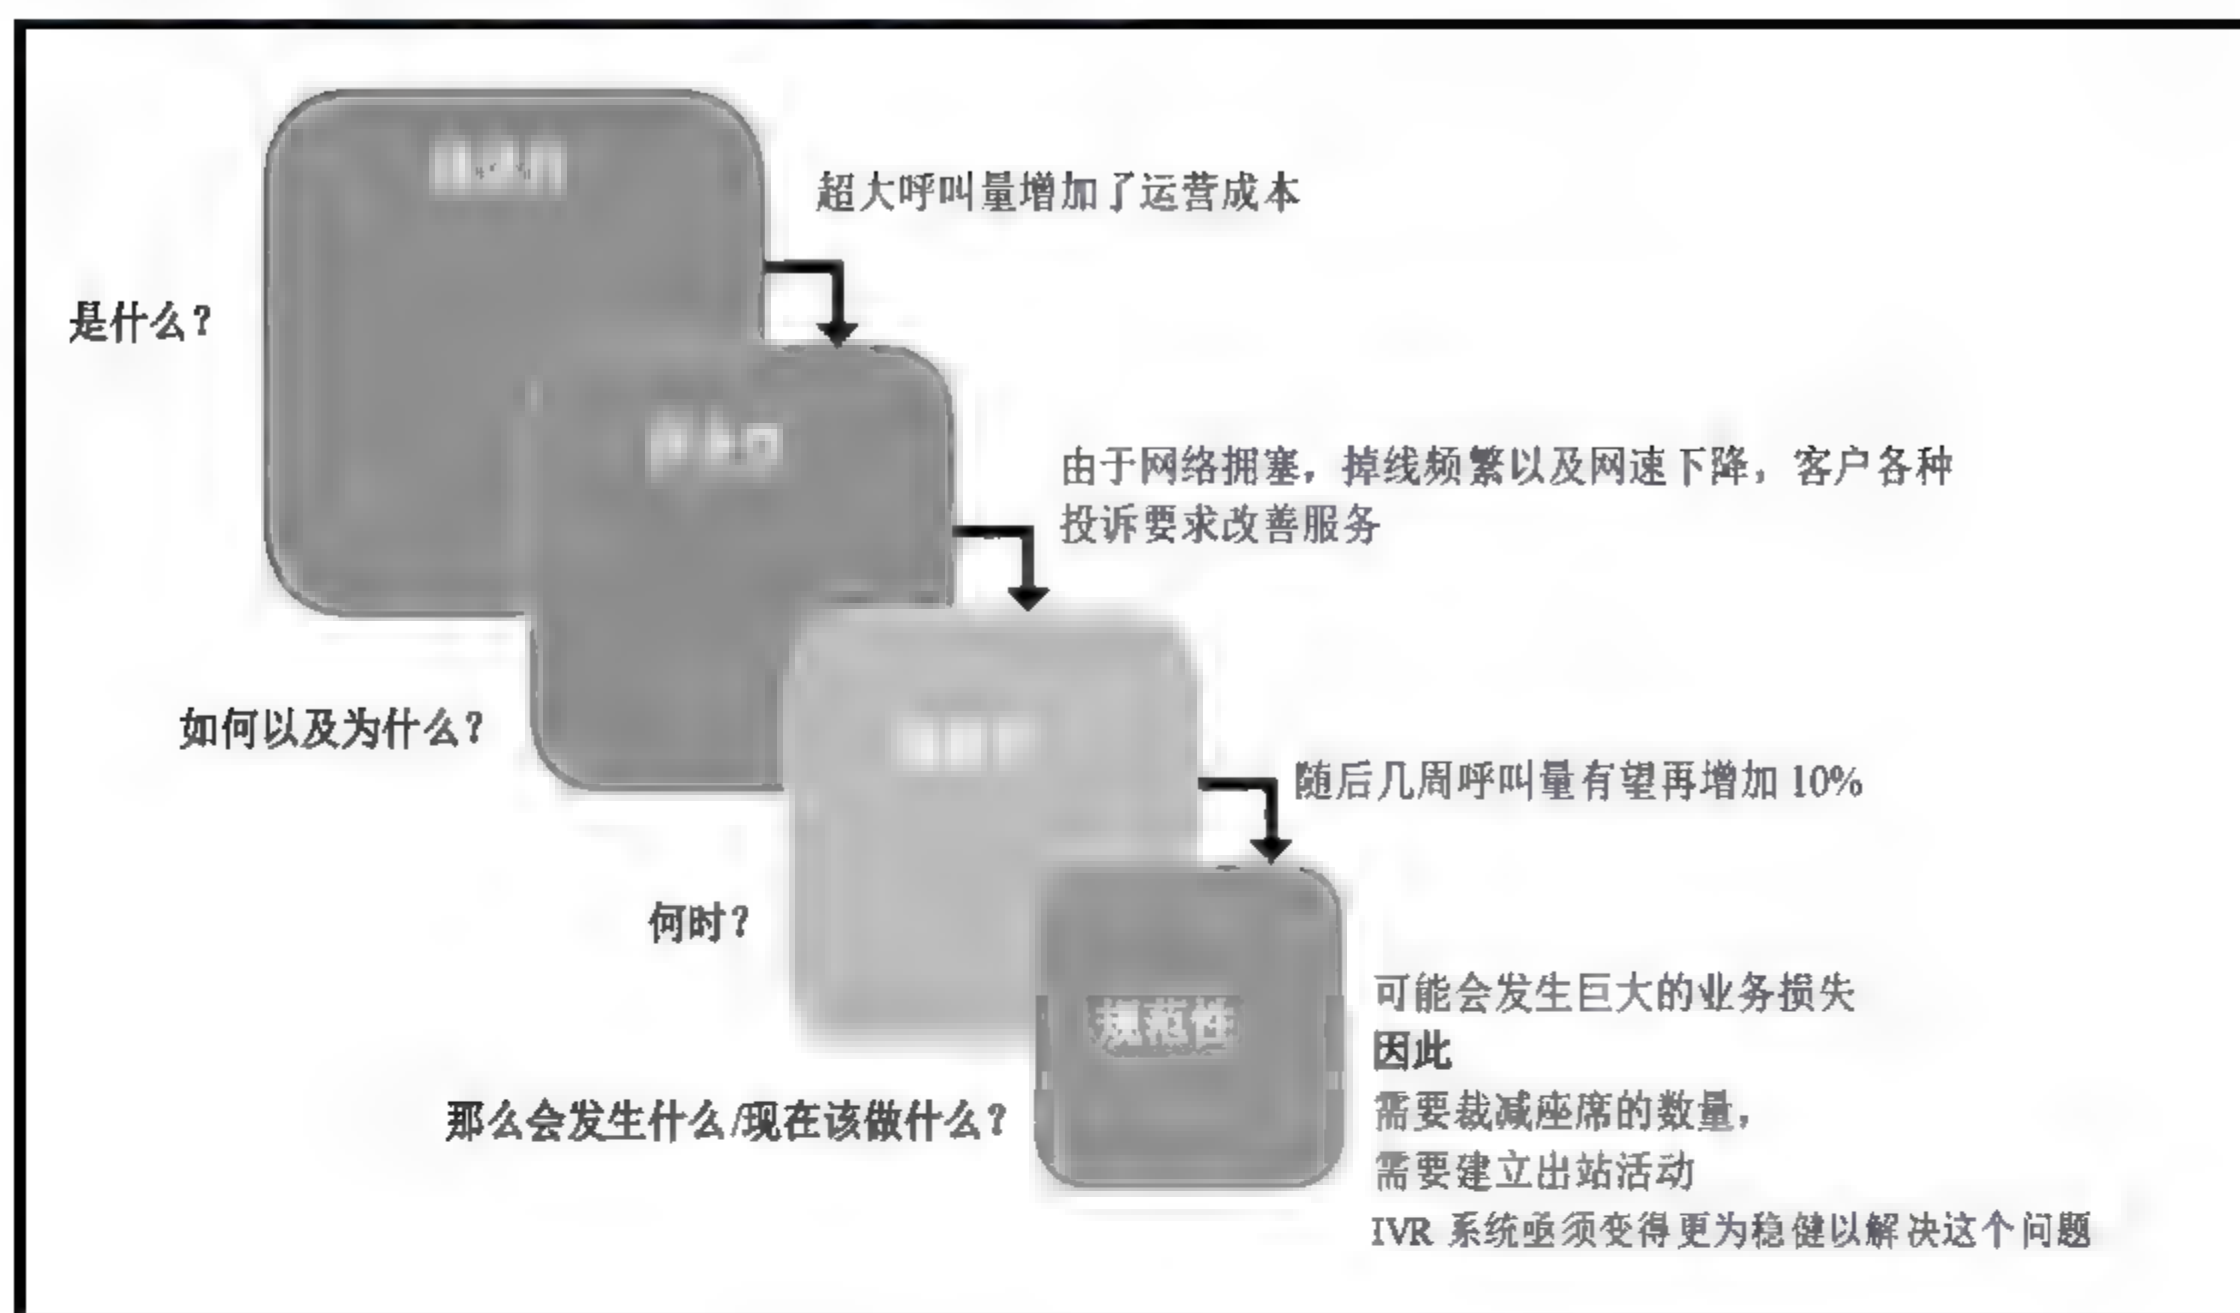 超大呼叫量增加了运营成本
是什么？
由于网络拥塞，掉线频繁以及网速下降，客户各种
投诉要求改善服务
如何以及为什么？
随后几周呼叫量有望再增加 10%
何时？
规范性
可能会发生巨大的业务损失
因此
那么会发生什么/现在该做什么？
需要裁减座席的数量，
需要建立出站活动
IVR 系统亟须变得更为稳健以解决这个问题